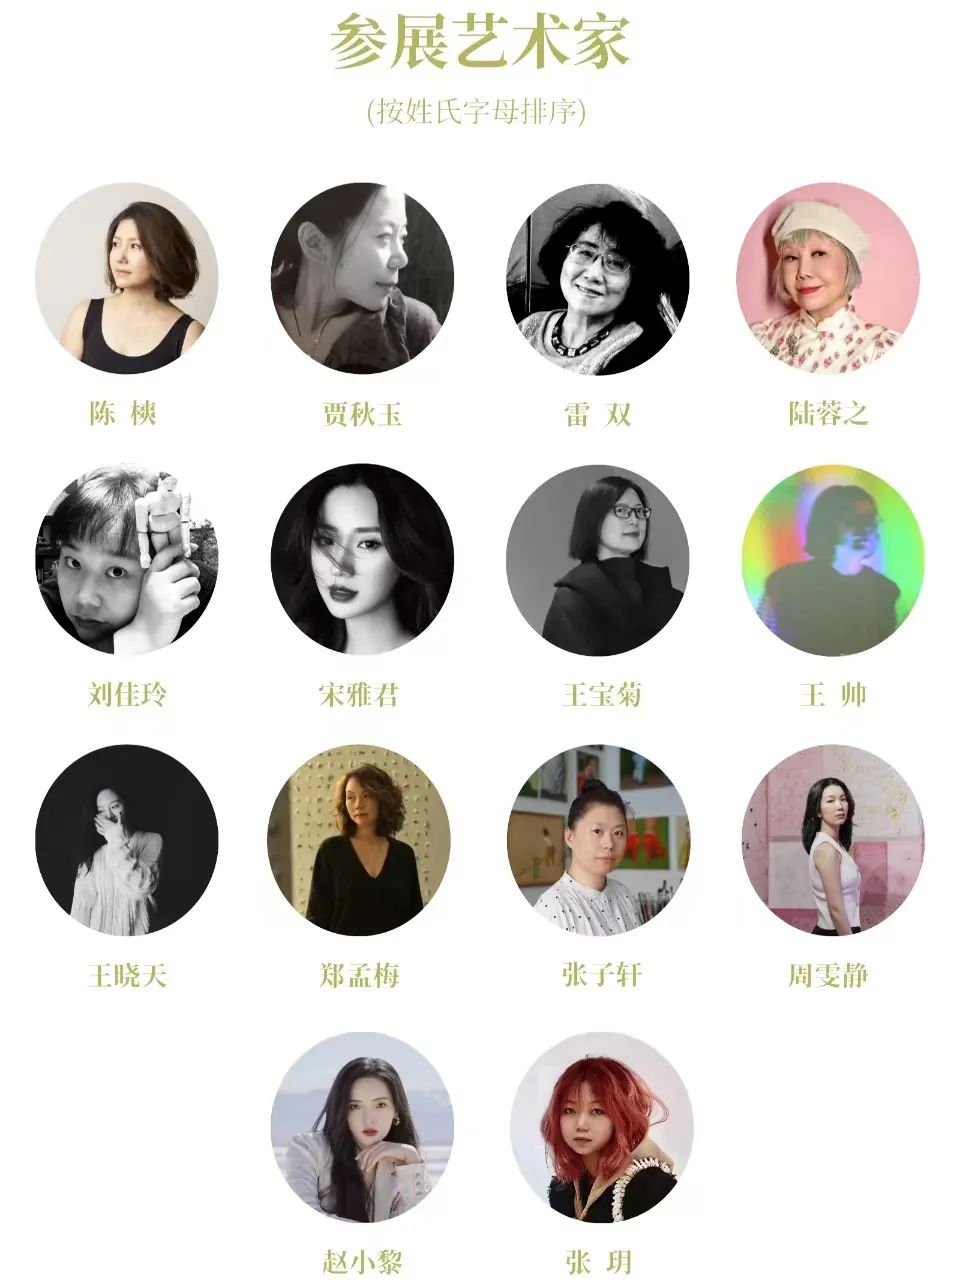 参展艺术家
(按姓氏字母排序)
陈 樉 贾秋玉 雷 双 陆蓉之
刘佳玲 宋雅君 王宝菊 王 帅
王晓天 郑孟梅 张子轩 周雯静
赵小黎 张 玥